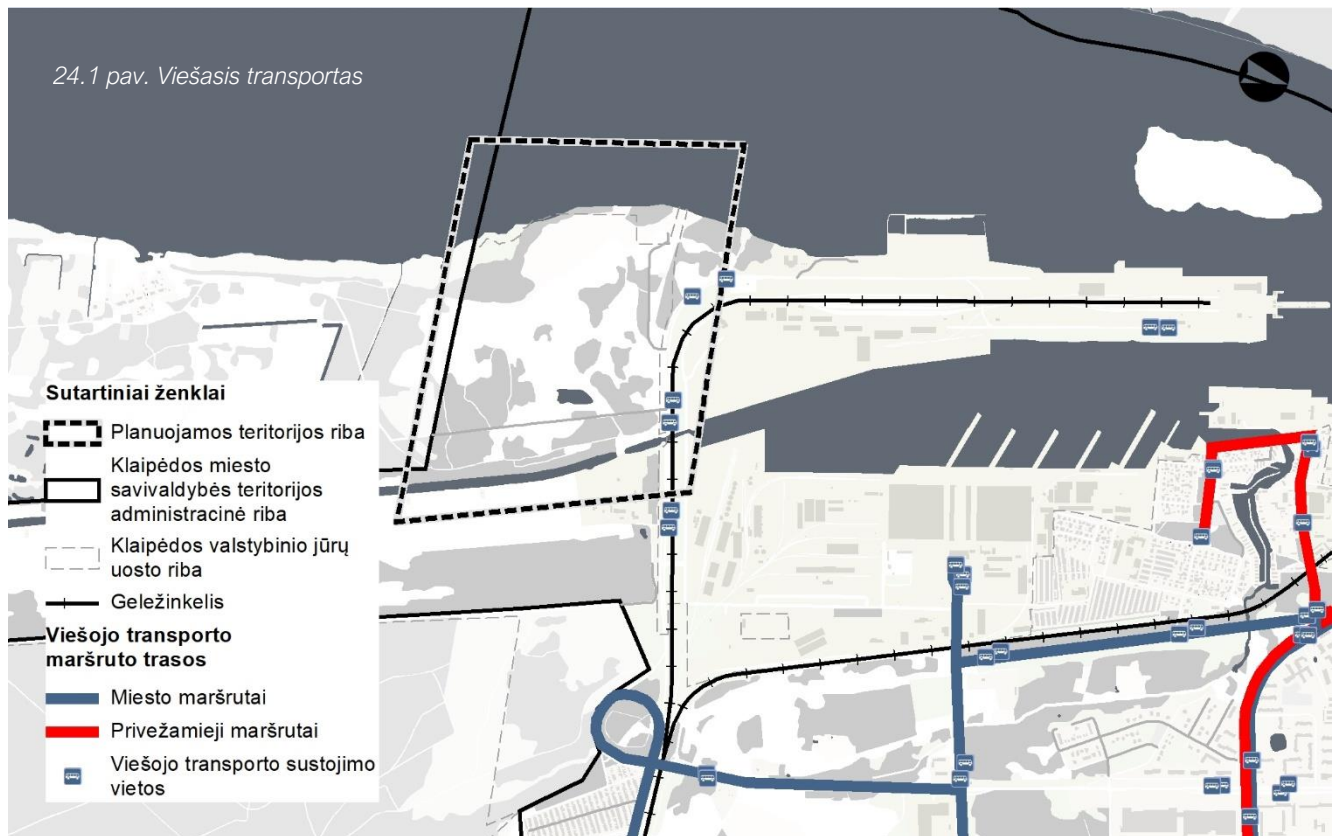 24.1 pav. Viešasis transportas
Sutartiniai ženklai
Planuojamos teritorijos riba
Klaipėdos miesto
savivaldybės teritorijos
administracinė riba
Klaipėdos valstybinio jūrų
uosto riba
Geležinkelis
Viešojo transporto
maršruto trasos
Miesto maršrutai
Privežamieji maršrutai
Viešojo transporto sustojimo
vietos